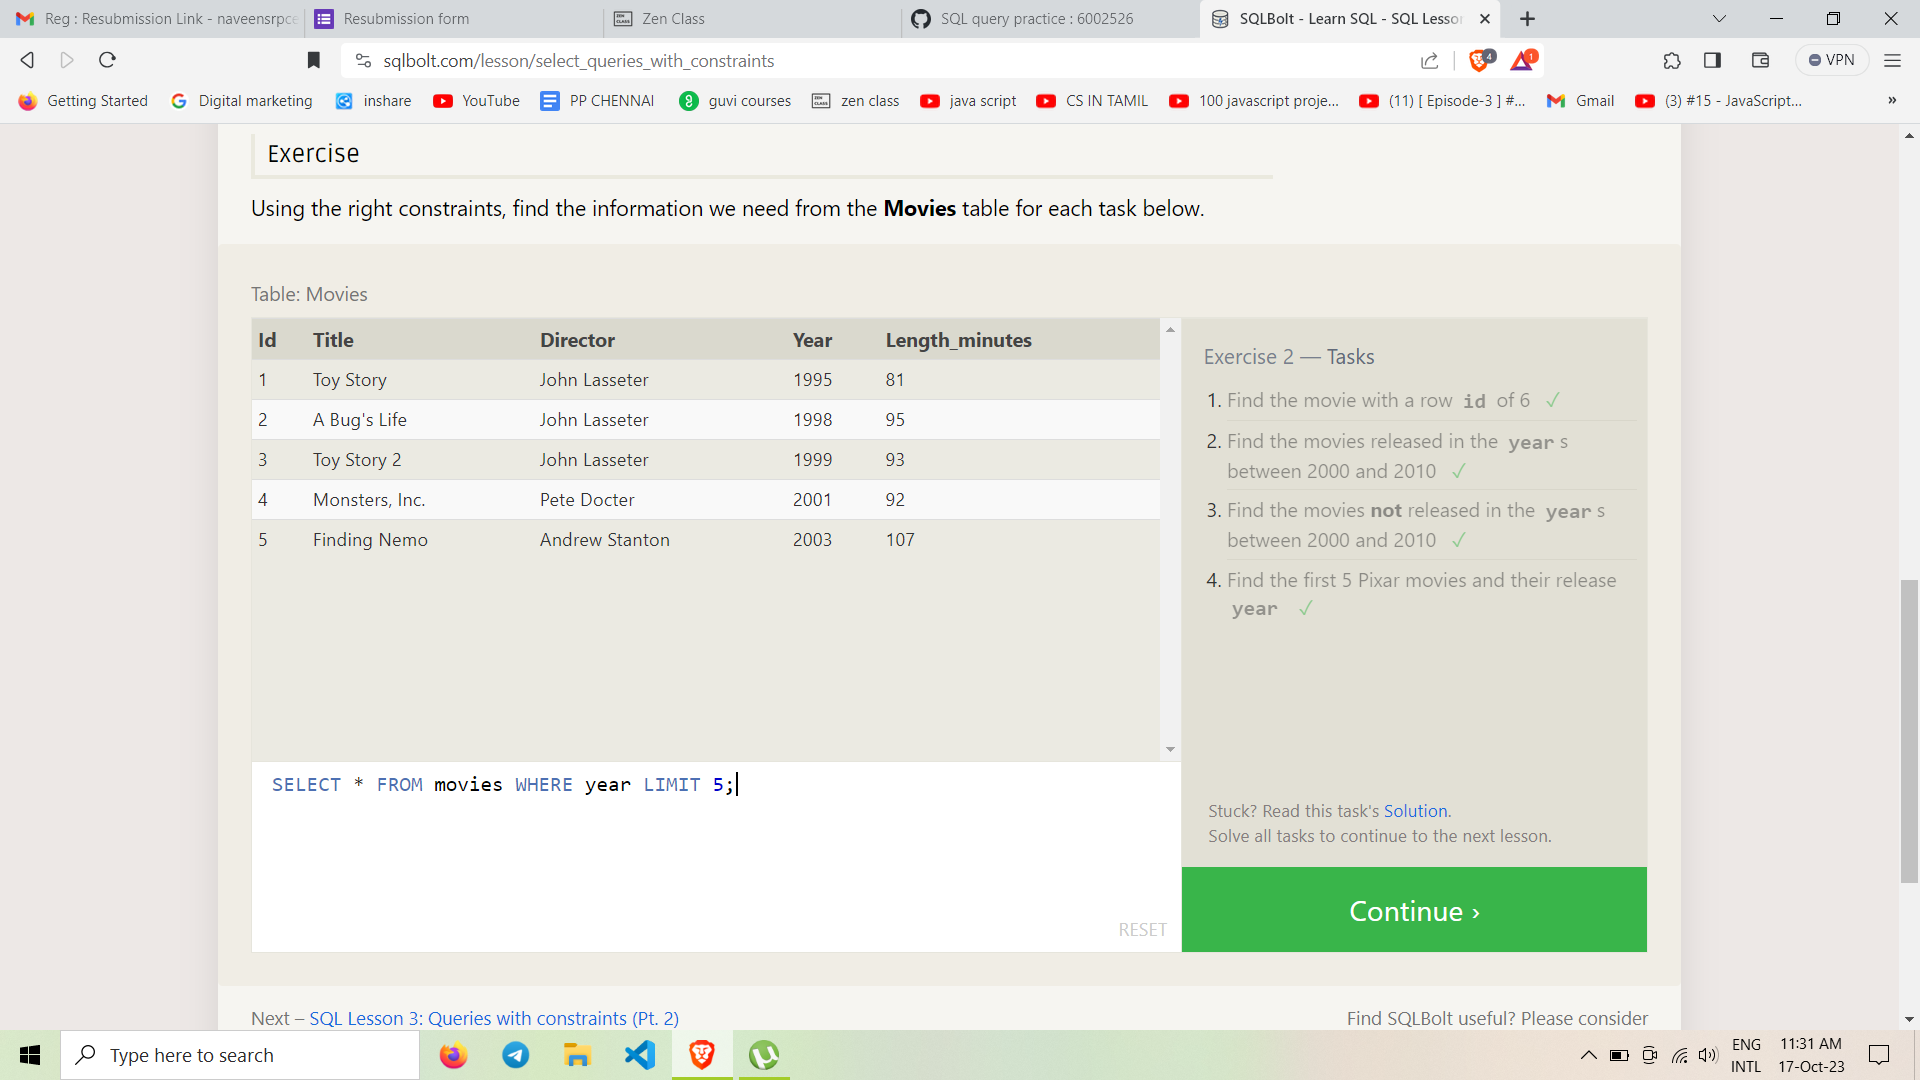 Reg : Resubmission Link - naveensrpce
Resubmission form
Zen Class
SQL query practice : 6002526
SQLBolt - Learn SQL - SQL Lesson
sqlbolt.com/lesson/select_queries_with_constraints
4
1
VPN
Getting Started
Digital marketing
inshare
YouTube
PP CHENNAI
guvi courses
zen class
java script
CS IN TAMIL
100 javascript proje...
(11) [ Episode-3 ] #...
Gmail
(3) #15 - JavaScript...
»
Exercise
Using the right constraints, find the information we need from the Movies table for each task below.
Table: Movies
Id Title Director Year Length_minutes
1 Toy Story John Lasseter 1995 81
2 A Bug's Life John Lasseter 1998 95
3 Toy Story 2 John Lasseter 1999 93
4 Monsters, Inc. Pete Docter 2001 92
5 Finding Nemo Andrew Stanton 2003 107
SELECT * FROM movies WHERE year LIMIT 5;
RESET
Exercise 2 — Tasks
1. Find the movie with a row id of 6 ✓
2. Find the movies released in the year s
between 2000 and 2010 ✓
3. Find the movies not released in the year s
between 2000 and 2010 ✓
4. Find the first 5 Pixar movies and their release
year ✓
Stuck? Read this task's Solution.
Solve all tasks to continue to the next lesson.
Continue ›
Next – SQL Lesson 3: Queries with constraints (Pt. 2)
Find SQLBolt useful? Please consider
Type here to search
ENG
INTL
11:31 AM
17-Oct-23